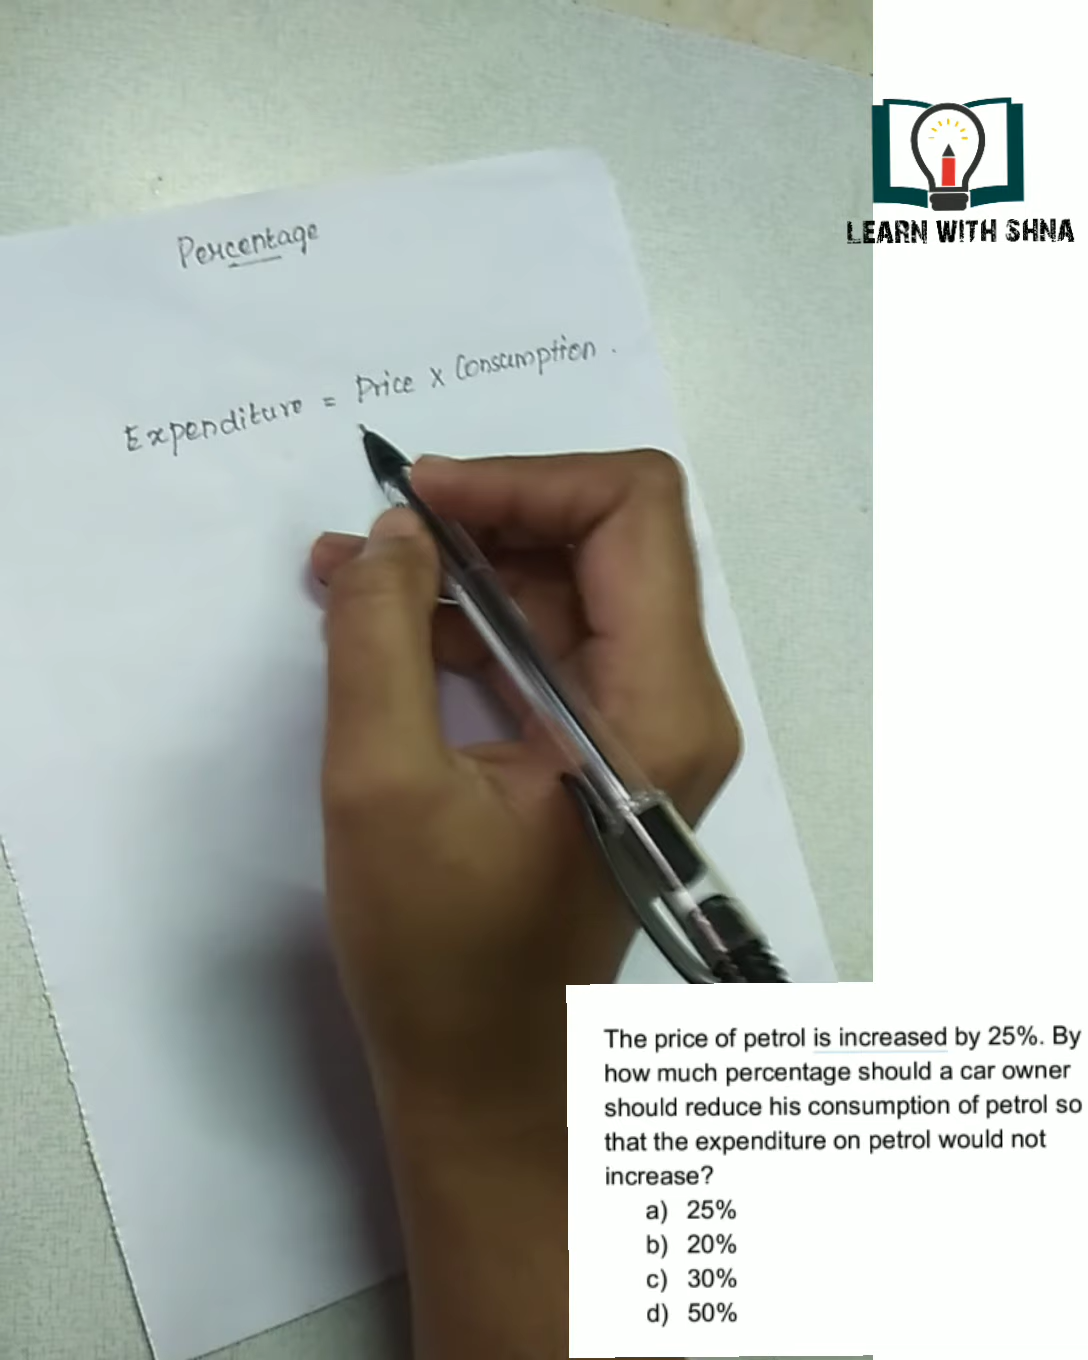 LEARN WITH SHNA
Percentage
Expenditure = Price x Consumption.
The price of petrol is increased by 25%. By
how much percentage should a car owner
should reduce his consumption of petrol so
that the expenditure on petrol would not
increase?
a) 25%
b) 20%
c) 30%
d) 50%